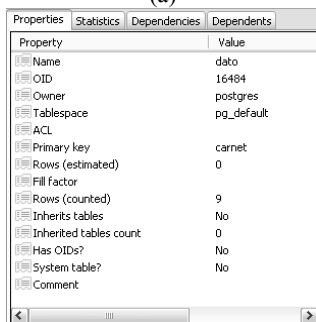 (a)
Properties Statistics Dependencies Dependents
Property Value
Name dato
OID 16484
Owner postgres
Tablespace pg_default
ACL
Primary key carnet
Rows (estimated) 0
Fill factor
Rows (counted) 9
Inherits tables No
Inherited tables count 0
Has OIDs? No
System table? No
Comment